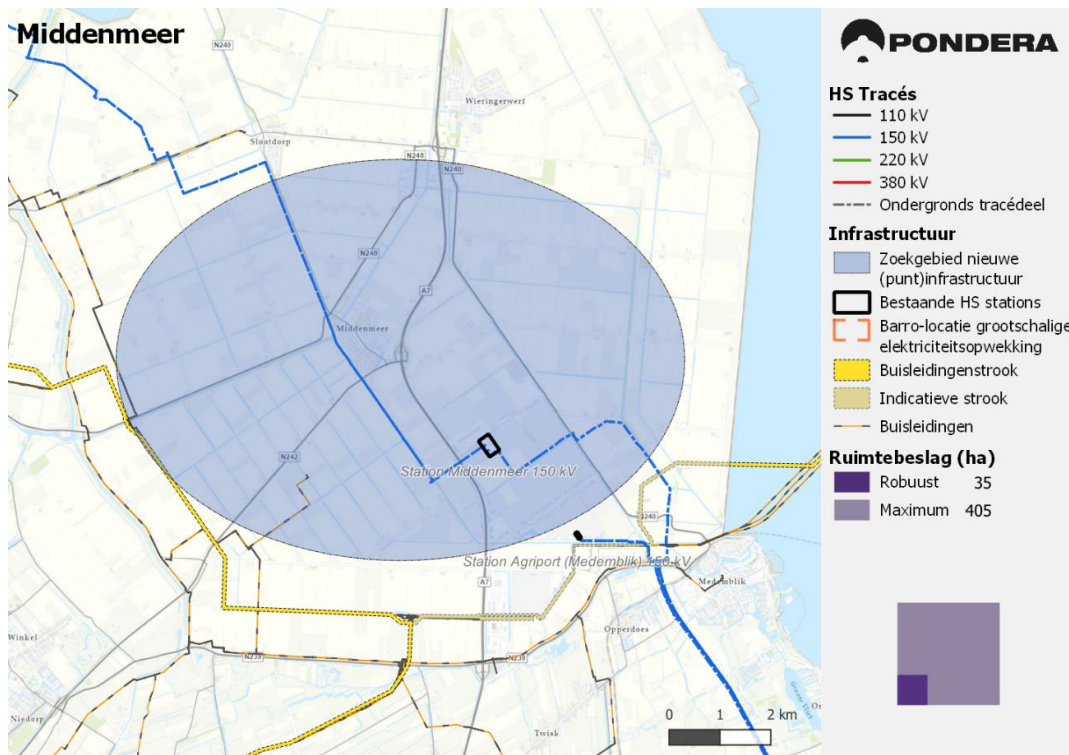 Middenmeer
N240
Wieringerwerf
Slootdorp
N248
N240
N248
A7
Middenmeer
N242
Station Middenmeer 150 kV
N240
Station Agriport (Medemblik) 150 kV
A7
Medemblik
Opperdoes
Winkel
N239
N239
Niedorp
Twisk
0 1 2 km
PONDERA
HS Tracés
110 kV
150 kV
220 kV
380 kV
Ondergronds tracédeel
Infrastructuur
Zoekgebied nieuwe
(punt)infrastructuur
Bestaande HS stations
Barro-locatie grootschalige
elektriciteitsopwekking
Buisleidingenstrook
Indicatieve strook
Buisleidingen
Ruimtebeslag (ha)
Robuust 35
Maximum 405